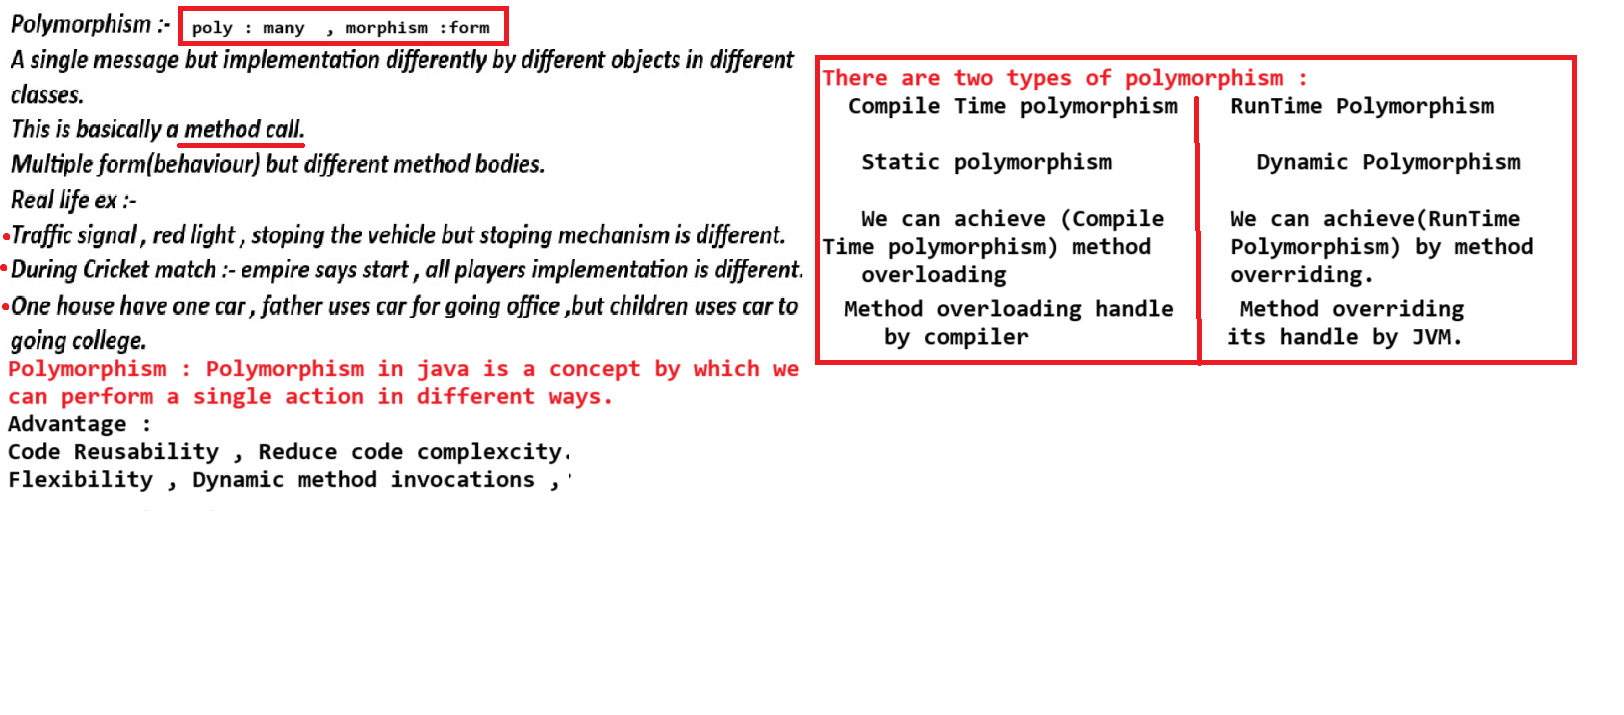 Polymorphism :- poly : many , morphism :form
A single message but implementation differently by different objects in different
classes.
This is basically a method call.
Multiple form(behaviour) but different method bodies.
Real life ex :-
Traffic signal , red light , stoping the vehicle but stoping mechanism is different.
During Cricket match :- empire says start , all players implementation is different.
One house have one car , father uses car for going office ,but children uses car to
going college.
Polymorphism : Polymorphism in java is a concept by which we
can perform a single action in different ways.
Advantage :
Code Reusability , Reduce code complexcity.
Flexibility , Dynamic method invocations ,
There are two types of polymorphism :
Compile Time polymorphism
Static polymorphism
We can achieve (Compile
Time polymorphism) method
overloading
Method overloading handle
by compiler
RunTime Polymorphism
Dynamic Polymorphism
We can achieve(RunTime
Polymorphism) by method
overriding.
Method overriding
its handle by JVM.